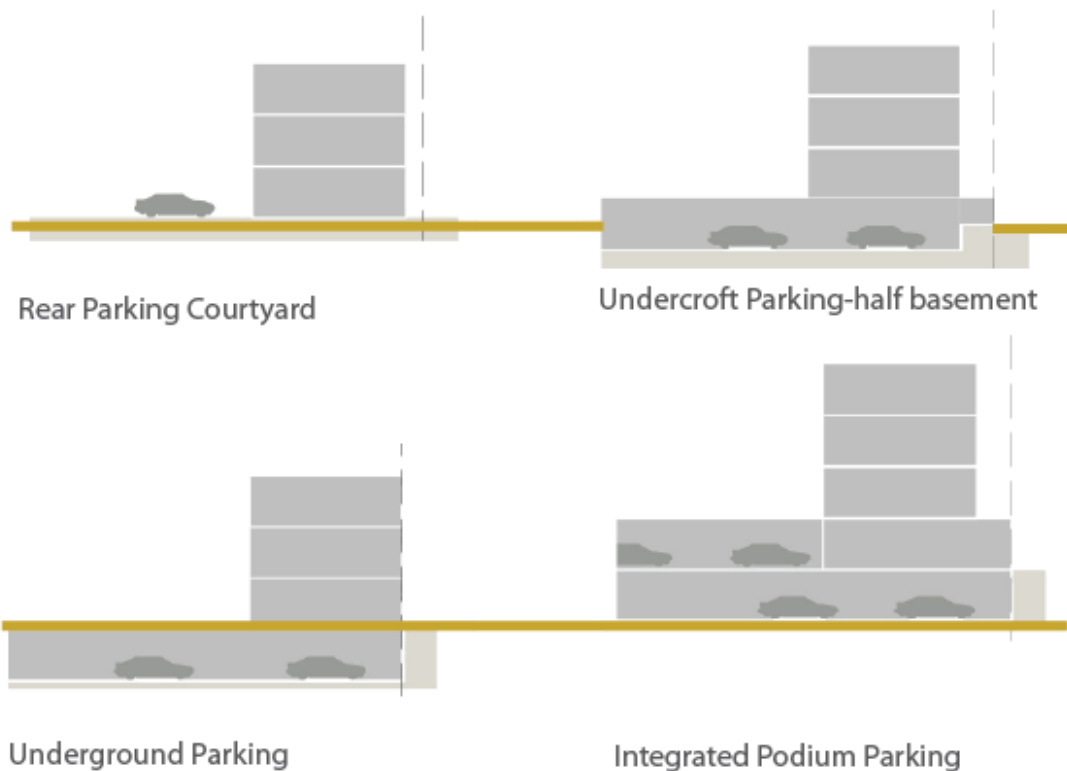 Rear Parking Courtyard
Undercroft Parking-half basement
Underground Parking
Integrated Podium Parking